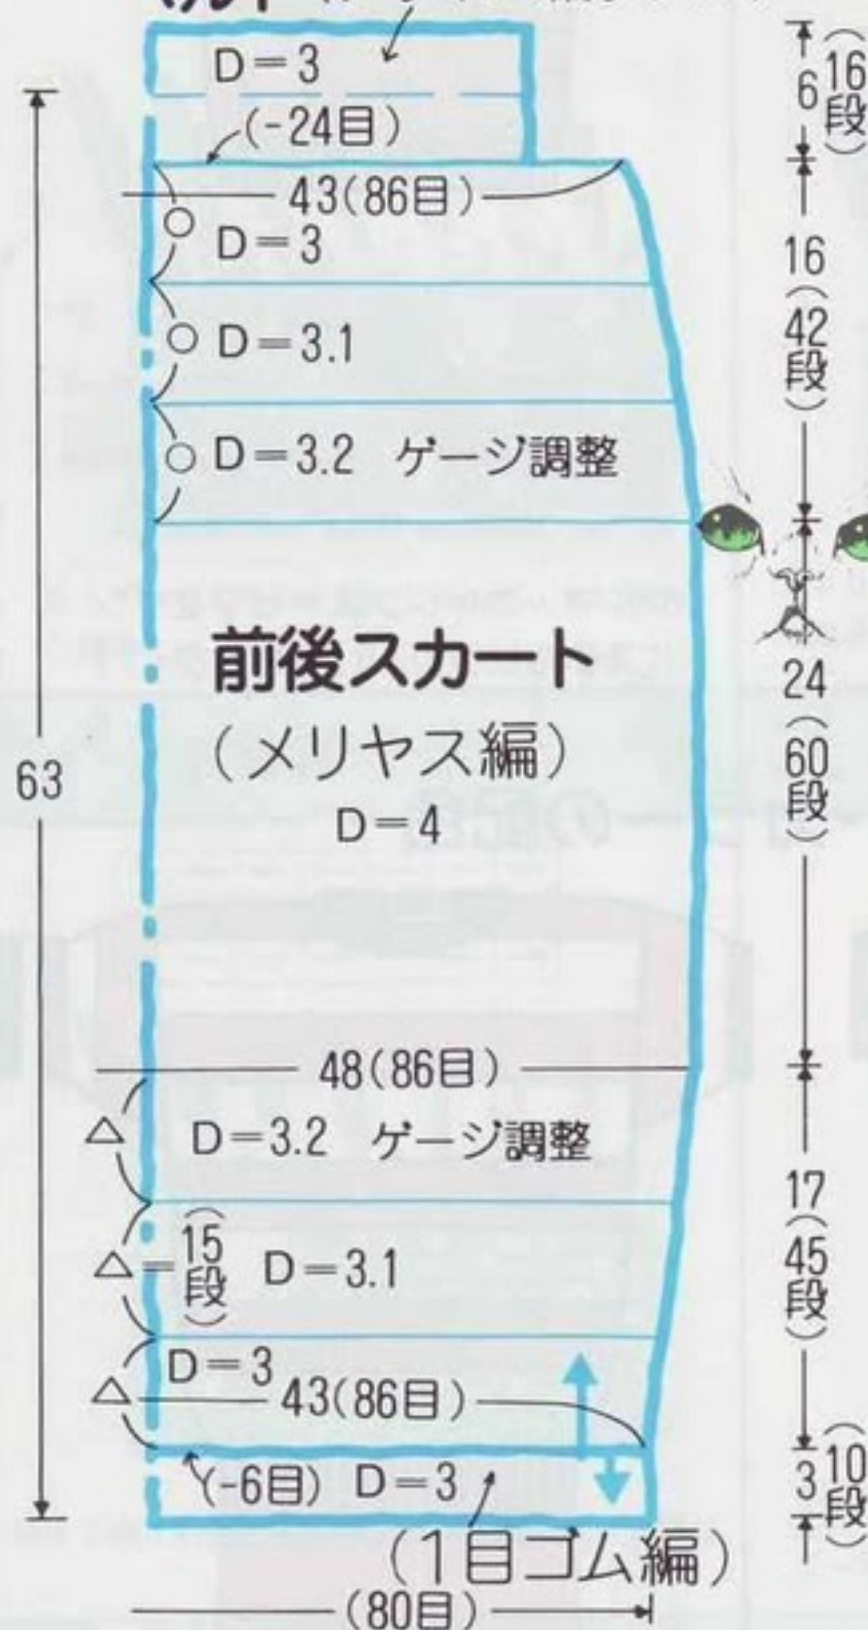 D=3
(-24目)
43(86目)
○ D=3
○ D=3.1
○ D=3.2 ゲージ調整
前後スカート
(メリヤス編)
D=4
48(86目)
△ D=3.2 ゲージ調整
△=(15段) D=3.1
△ D=3
43(86目)
(-6目) D=3
(1目ゴム編)
(80目)
63
6(16段)
16(42段)
24(60段)
17(45段)
3(10段)